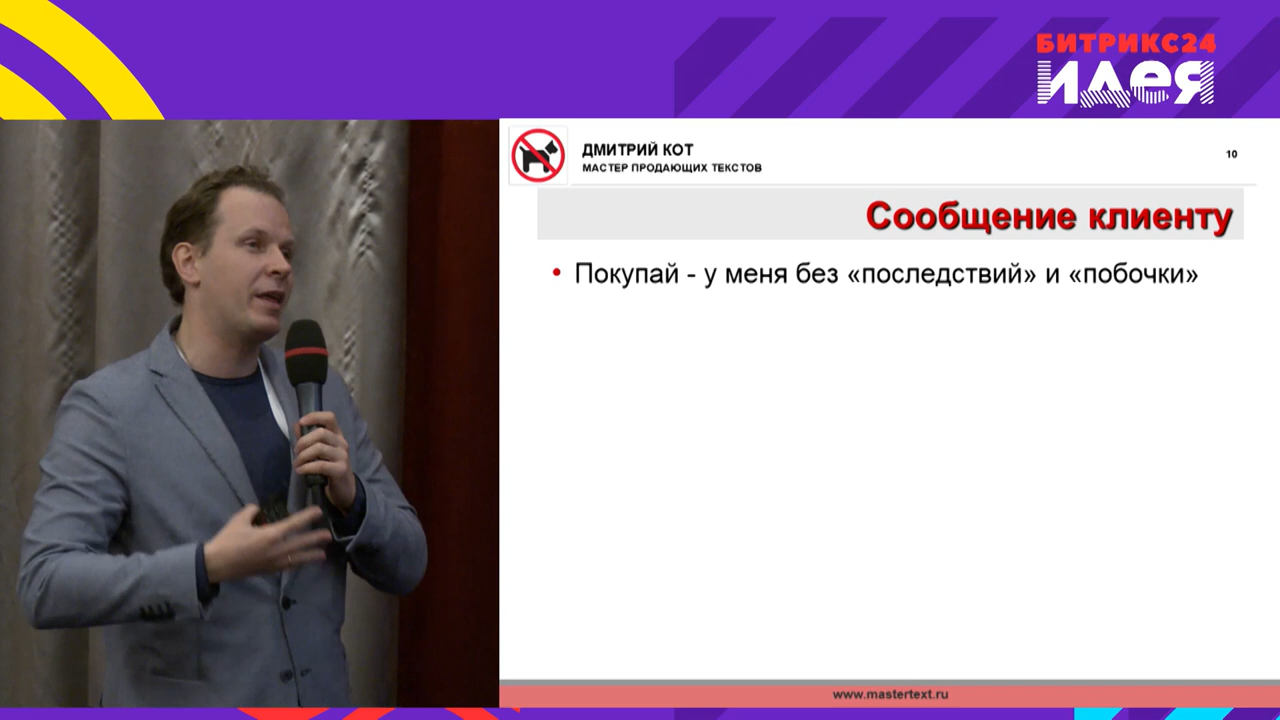 БИТРИКС24
ИДЕЯ
ДМИТРИЙ КОТ
МАСТЕР ПРОДАЮЩИХ ТЕКСТОВ
10
Сообщение клиенту
• Покупай - у меня без «последствий» и «побочки»
www.mastertext.ru